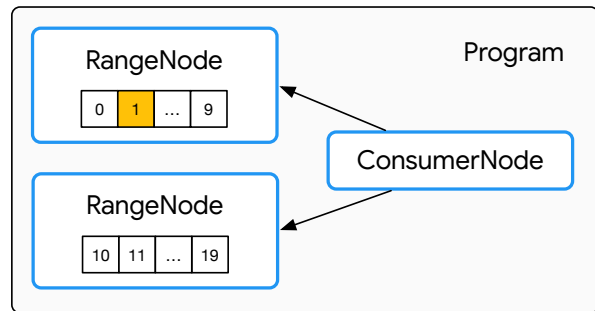 Program
RangeNode
0 1 ... 9
ConsumerNode
RangeNode
10 11 ... 19